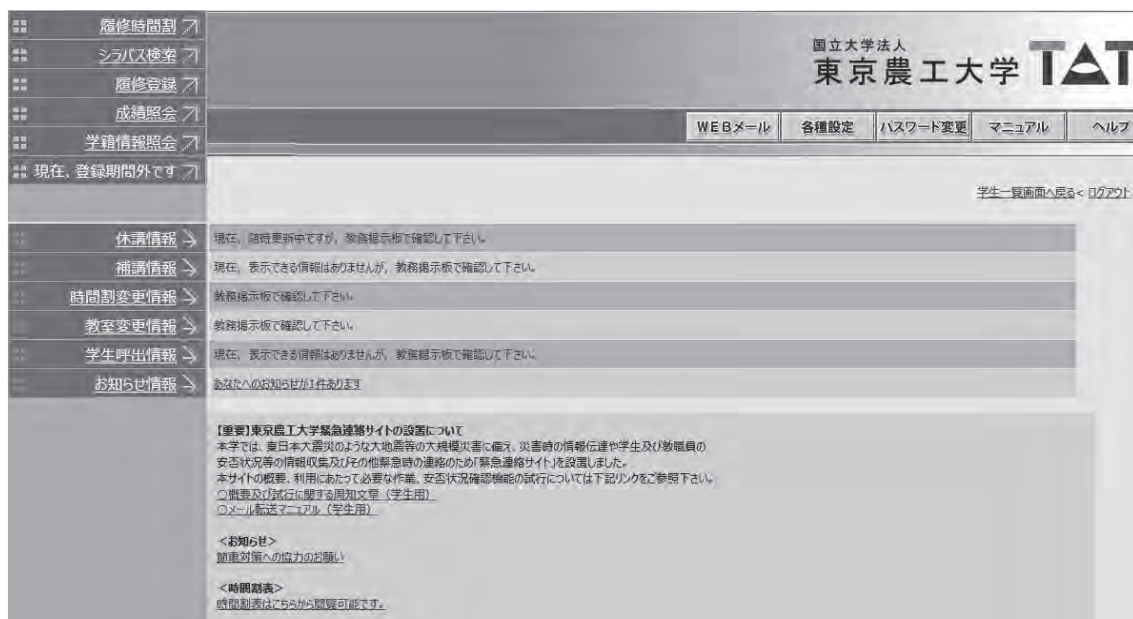 履修時間割
シラバス検索
履修登録
成績照会
学籍情報照会
現在、登録期間外です
国立大学法人
東京農工大学 TAT
WEBメール 各種設定 パスワード変更 マニュアル ヘルプ
学生一覧画面へ戻る< ログアウト
休講情報 現在、随時更新中ですが、教務掲示板で確認して下さい。
補講情報 現在、表示できる情報はありませんが、教務掲示板で確認して下さい。
時間割変更情報 教務掲示板で確認して下さい。
教室変更情報 教務掲示板で確認して下さい。
学生呼出情報 現在、表示できる情報はありませんが、教務掲示板で確認して下さい。
お知らせ情報 あなたへのお知らせが1件あります
【重要】東京農工大学緊急連絡サイトの設置について
本学では、東日本大震災のような大地震等の大規模災害に備え、災害時の情報伝達や学生及び教職員の
安否状況等の情報収集及びその他緊急時の連絡のため「緊急連絡サイト」を設置しました。
本サイトの概要、利用にあたって必要な作業、安否状況確認機能の試行については下記リンクをご参照下さい。
○概要及び試行に関する周知文章（学生用）
○メール転送マニュアル（学生用）
＜お知らせ＞
節電対策への協力のお願い
＜時間割表＞
時間割表はこちらから閲覧可能です。